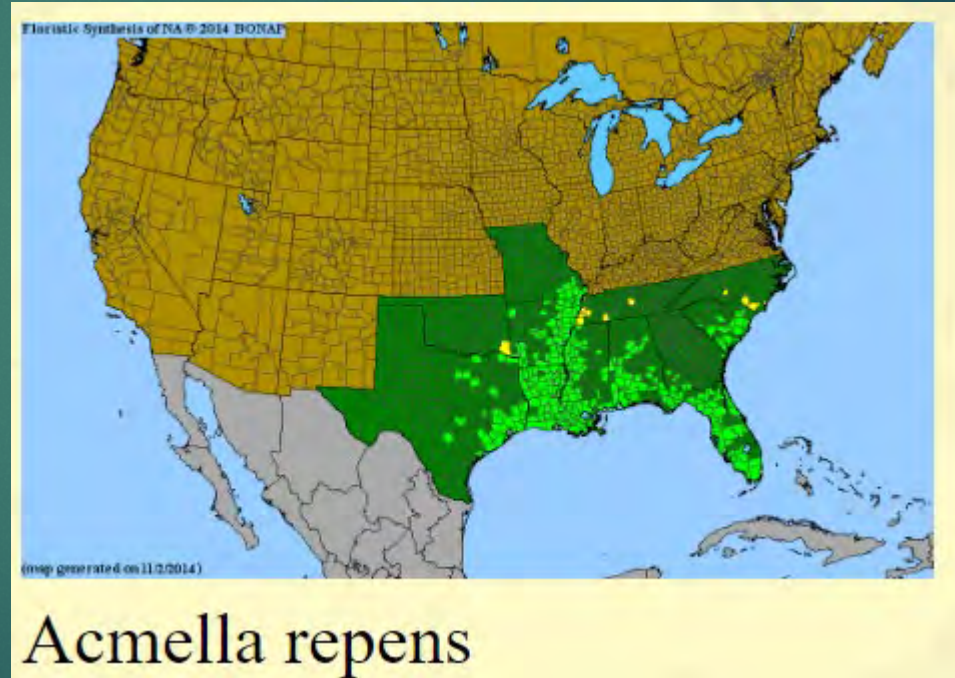 Floristic Synthesis of NA © 2014 BONAP
(map generated on 11/2/2014)
Acmella repens